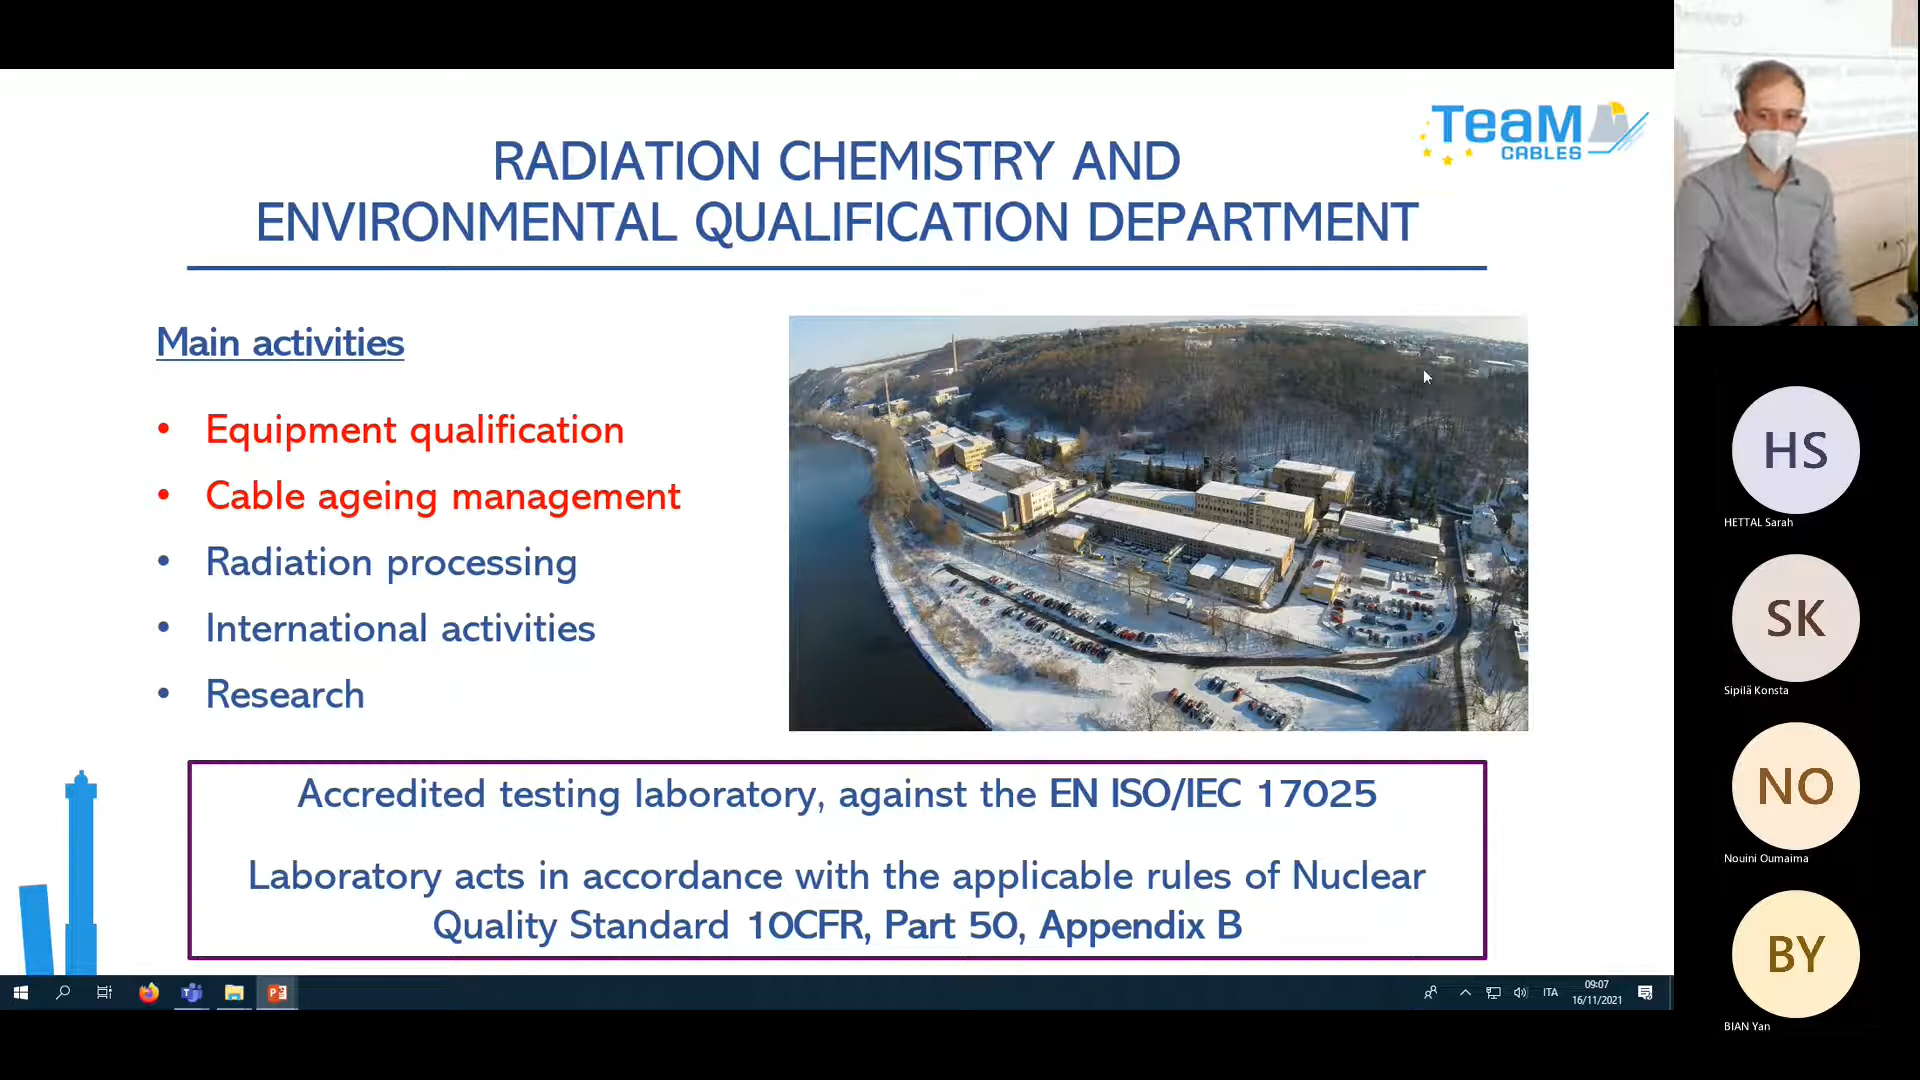 TeaM
CABLES
RADIATION CHEMISTRY AND
ENVIRONMENTAL QUALIFICATION DEPARTMENT
Main activities
• Equipment qualification
• Cable ageing management
• Radiation processing
• International activities
• Research
Accredited testing laboratory, against the EN ISO/IEC 17025
Laboratory acts in accordance with the applicable rules of Nuclear
Quality Standard 10CFR, Part 50, Appendix B
ITA
09:07
16/11/2021
HS
HETTAL Sarah
SK
Sipilä Konsta
NO
Nouini Oumaima
BY
BIAN Yan